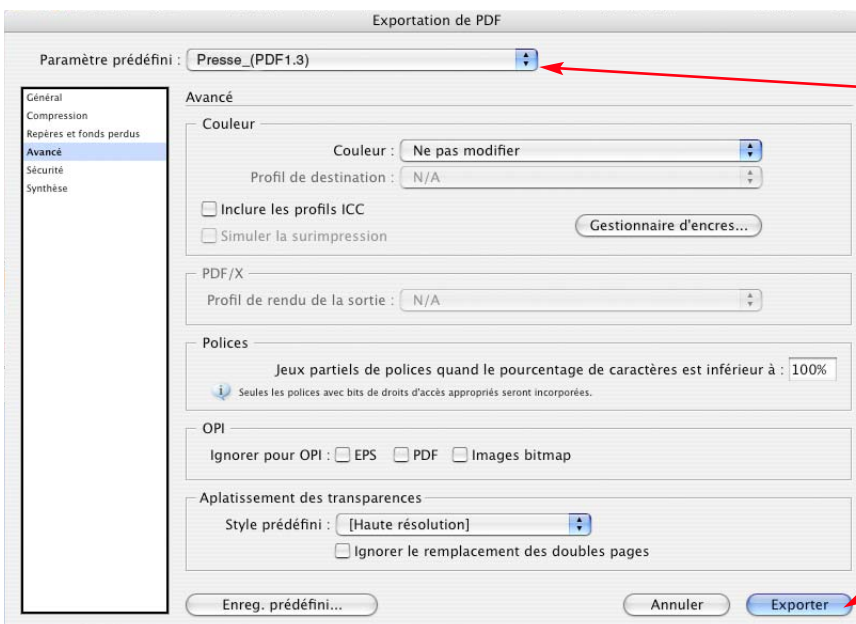 Exportation de PDF
Paramètre prédéfini : Presse_(PDF1.3)
Général
Compression
Repères et fonds perdus
Avancé
Sécurité
Synthèse
Avancé
Couleur
Couleur : Ne pas modifier
Profil de destination : N/A
Inclure les profils ICC
Gestionnaire d'encres...
Simuler la surimpression
PDF/X
Profil de rendu de la sortie : N/A
Polices
Jeux partiels de polices quand le pourcentage de caractères est inférieur à : 100%
Seules les polices avec bits de droits d'accès appropriés seront incorporées.
OPI
Ignorer pour OPI : EPS PDF Images bitmap
Aplatissement des transparences
Style prédéfini : [Haute résolution]
Ignorer le remplacement des doubles pages
Enreg. prédéfini... Annuler Exporter